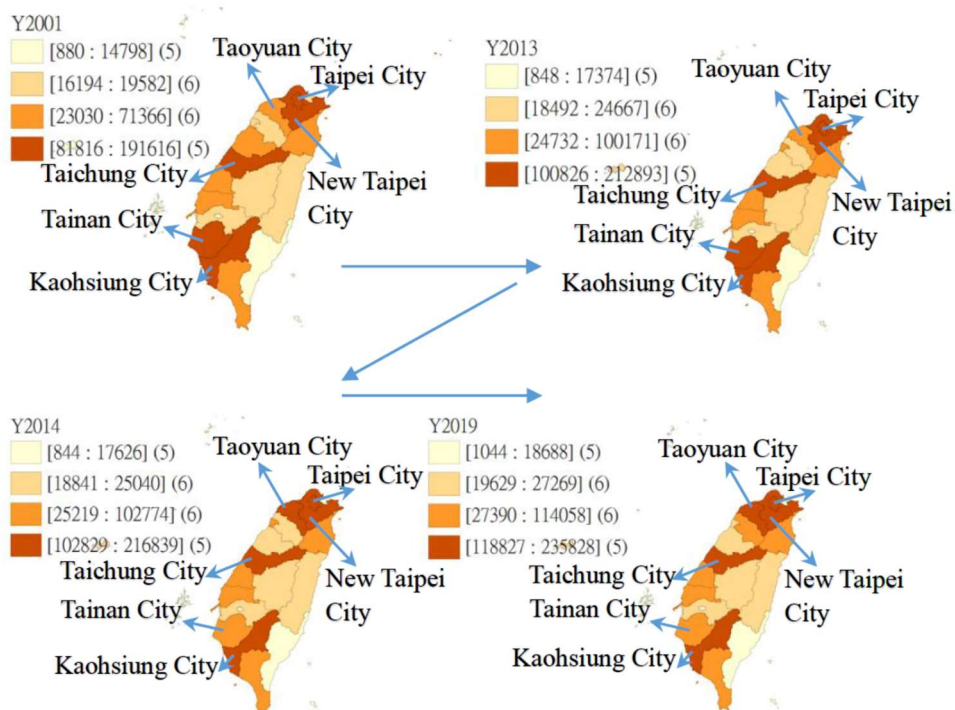 Y2001
[880 : 14798] (5)
[16194 : 19582] (6)
[23030 : 71366] (6)
[81816 : 191616] (5)
Taoyuan City
Taipei City
Taichung City
New Taipei
City
Tainan City
Kaohsiung City
Y2013
[848 : 17374] (5)
[18492 : 24667] (6)
[24732 : 100171] (6)
[100826 : 212893] (5)
Taoyuan City
Taipei City
Taichung City
New Taipei
City
Tainan City
Kaohsiung City
Y2014
[844 : 17626] (5)
[18841 : 25040] (6)
[25219 : 102774] (6)
[102829 : 216839] (5)
Taoyuan City
Taipei City
Taichung City
New Taipei
City
Tainan City
Kaohsiung City
Y2019
[1044 : 18688] (5)
[19629 : 27269] (6)
[27390 : 114058] (6)
[118827 : 235828] (5)
Taoyuan City
Taipei City
Taichung City
New Taipei
City
Tainan City
Kaohsiung City